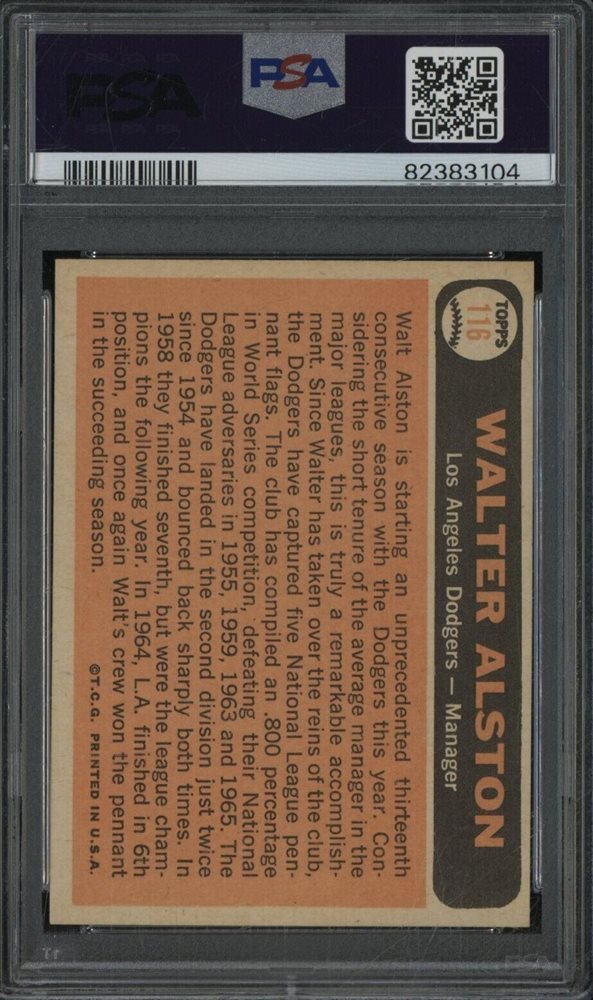 PSA
PSA
82383104
TOPPS
116
WALTER ALSTON
Los Angeles Dodgers — Manager
Walt Alston is starting an unprecedented thirteenth
consecutive season with the Dodgers this year. Con-
sidering the short tenure of the average manager in the
major leagues, this is truly a remarkable accomplish-
ment. Since Walter has taken over the reins of the club,
the Dodgers have captured five National League pen-
nant flags. The club has compiled an .800 percentage
in World Series competition, defeating their National
League adversaries in 1955, 1959, 1963 and 1965. The
Dodgers have landed in the second division just twice
since 1954 and bounced back sharply both times. In
1958 they finished seventh, but were the league cham-
pions the following year. In 1964, L.A. finished in 6th
position, and once again Walt's crew won the pennant
in the succeeding season.
©T.C.G. PRINTED IN U.S.A.